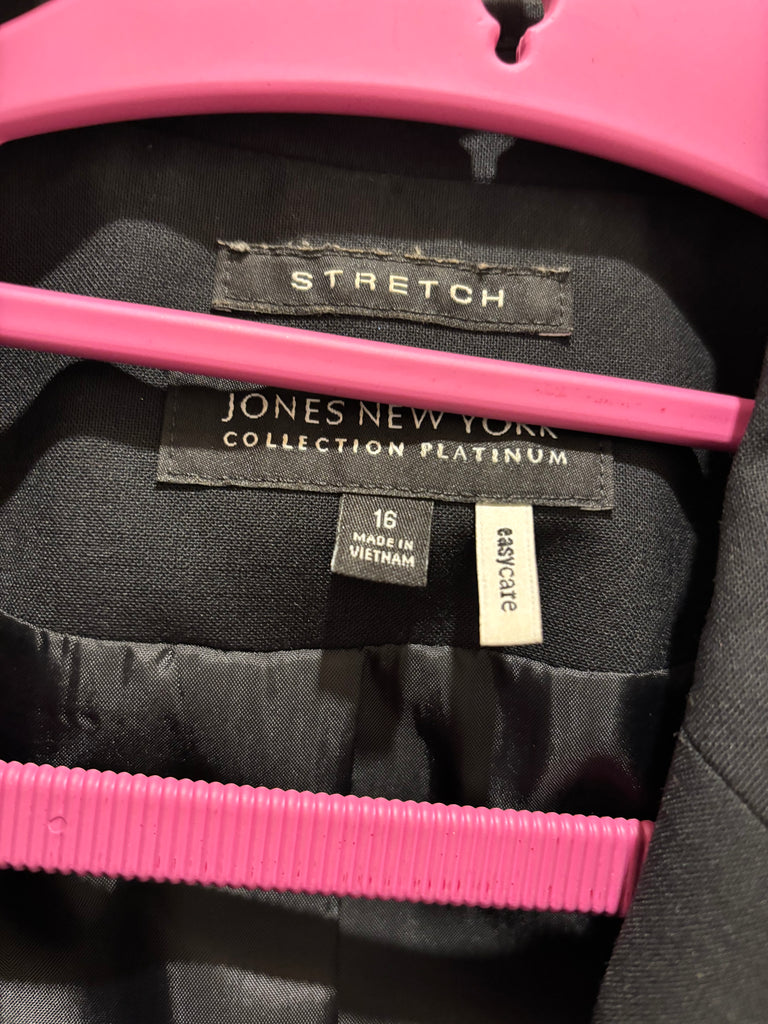 STRETCH
JONES NEW YORK
COLLECTION PLATINUM
16
MADE IN
VIETNAM
easycare